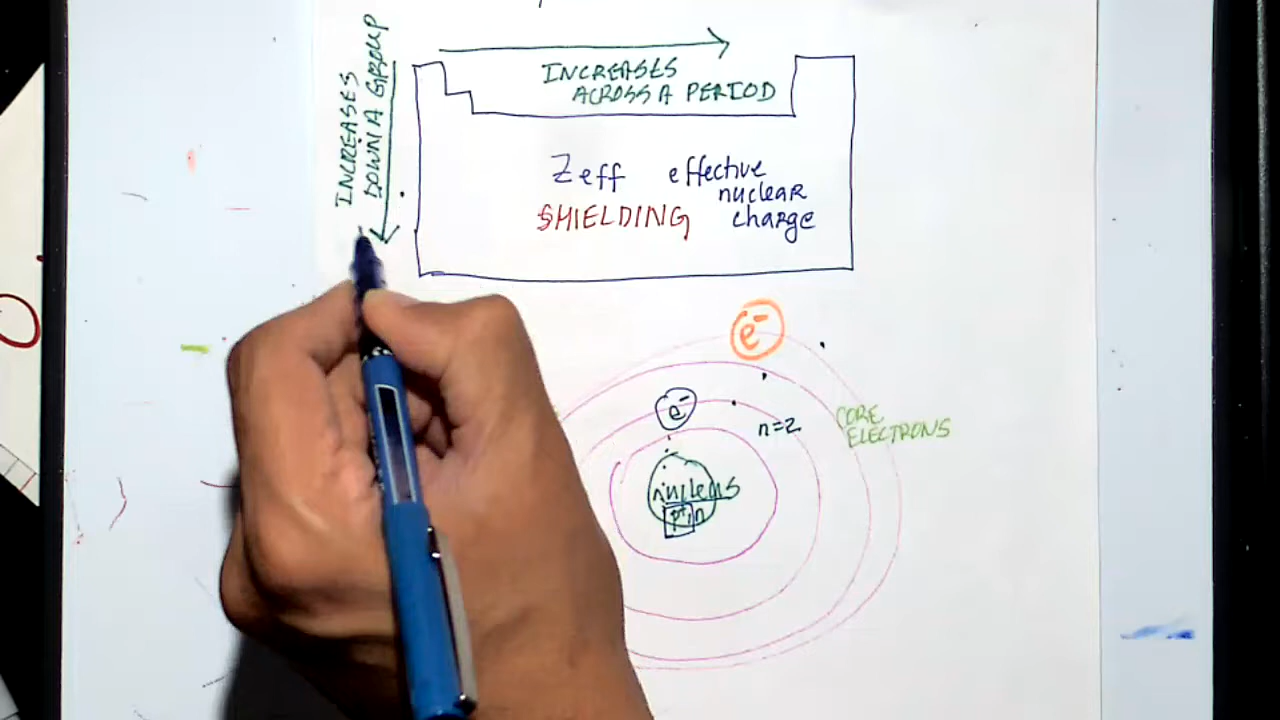 INCREASES
DOWN A GROUP
INCREASES
ACROSS A PERIOD
Zeff effective
nuclear
SHIELDING charge
e⁻
e⁻
n=2
CORE
ELECTRONS
nucleus
p⁺, n